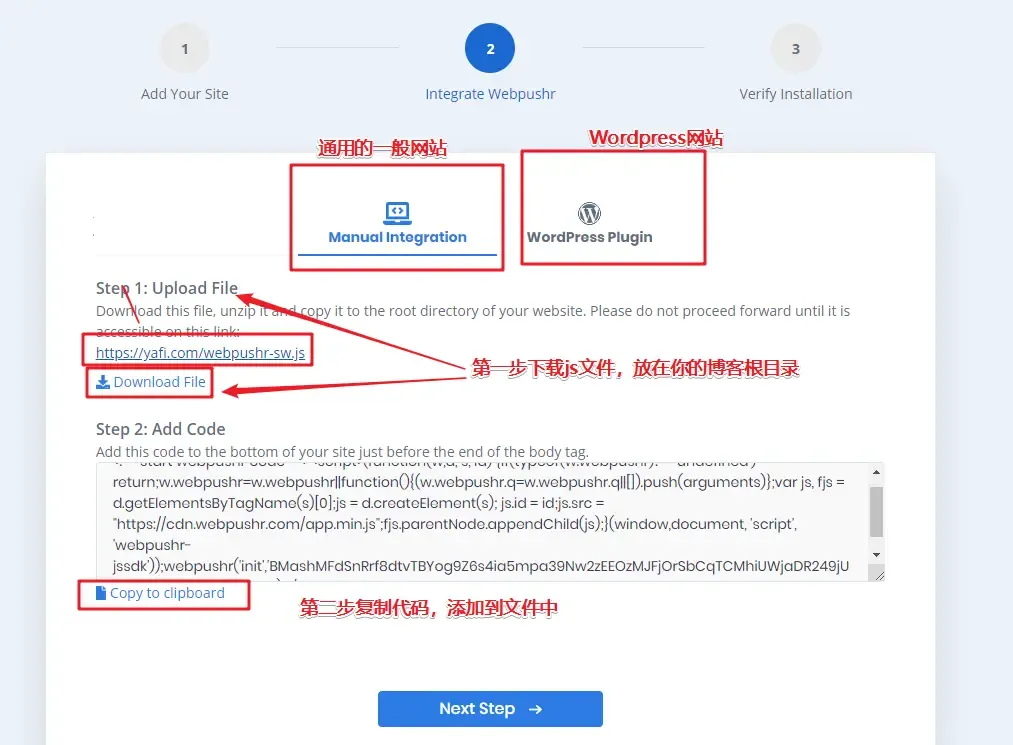 1
2
3
Add Your Site
Integrate Webpushr
Verify Installation
通用的一般网站
Wordpress网站
Manual Integration
WordPress Plugin
Step 1: Upload File
Download this file, unzip it and copy it to the root directory of your website. Please do not proceed forward until it is
accessible on this link:
https://yafi.com/webpushr-sw.js
Download File
第一步下载js文件，放在你的博客根目录
Step 2: Add Code
Add this code to the bottom of your site just before the end of the body tag.
return;w.webpushr=w.webpushr||function(){(w.webpushr.q=w.webpushr.q||[]).push(arguments)};var js, fjs =
d.getElementsByTagName(s)[0];js = d.createElement(s); js.id = id;js.src =
"https://cdn.webpushr.com/app.min.js";fjs.parentNode.appendChild(js);}(window,document, 'script',
'webpushr-
jssdk'));webpushr('init','BMashMFdSnRrf8dtvTBYog9Z6s4ia5mpa39Nw2zEEOzMJFjOrSbCqTCMhiUWjaDR249jU
Copy to clipboard
第二步复制代码，添加到文件中
Next Step →